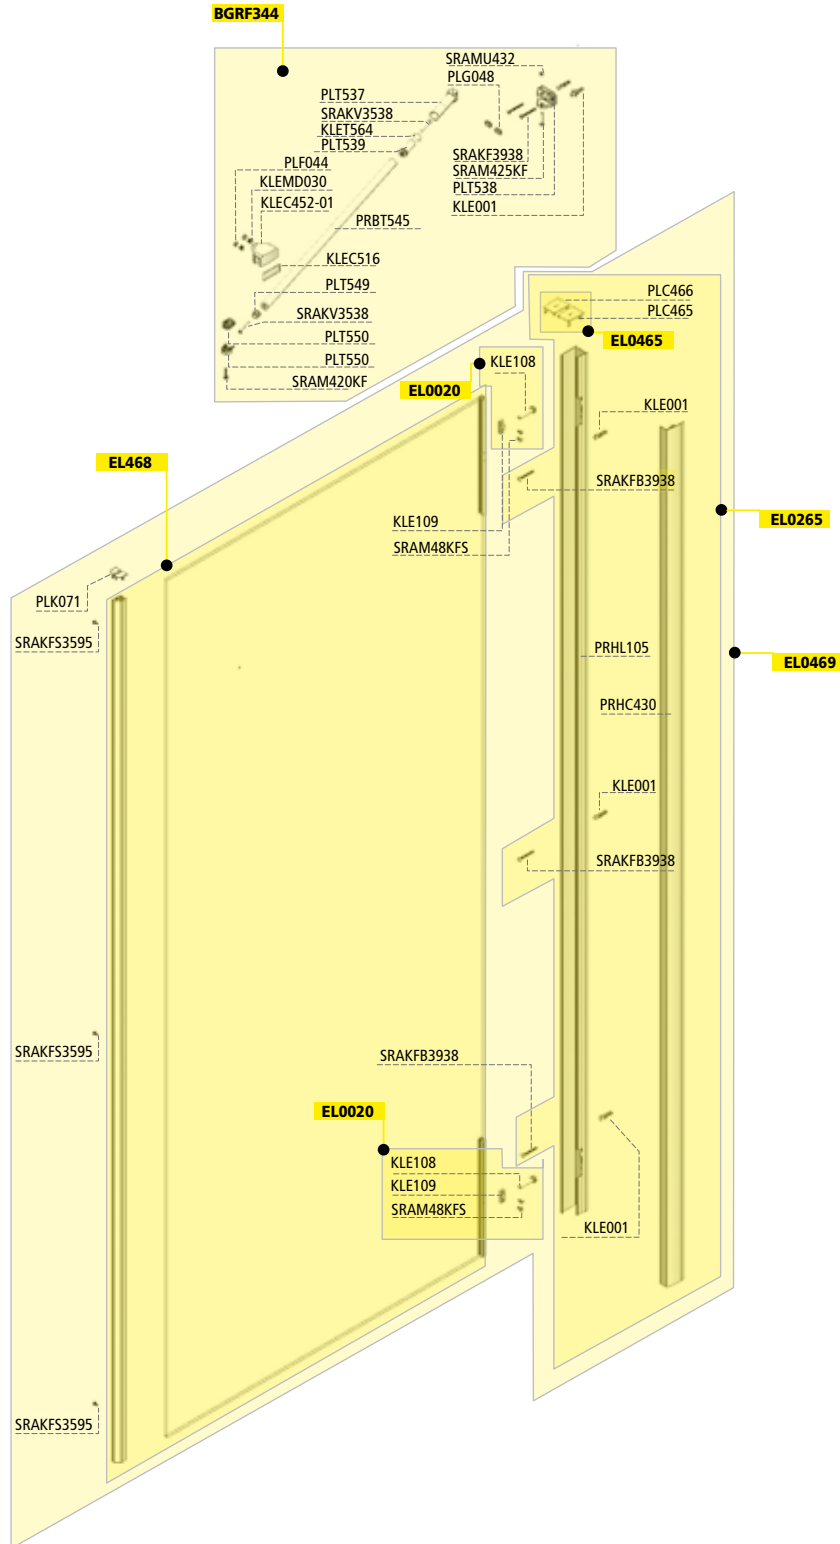 BGRF344
SRAMU432
PLG048
PLT537
SRAKV3538
KLET564
PLT539
PLF044
KLEMD030
KLEC452-01
SRAKF3938
SRAM425KF
PLT538
KLE001
PRBT545
KLEC516
PLT549
SRAKV3538
PLT550
PLT550
SRAM420KF
PLC466
PLC465
EL0465
KLE108
EL0020
KLE001
EL468
SRAKFB3938
KLE109
EL0265
SRAM48KFS
PLK071
SRAKFS3595
PRHL105
EL0469
PRHC430
KLE001
SRAKFB3938
SRAKFS3595
SRAKFB3938
EL0020
KLE108
KLE109
SRAM48KFS
KLE001
SRAKFS3595